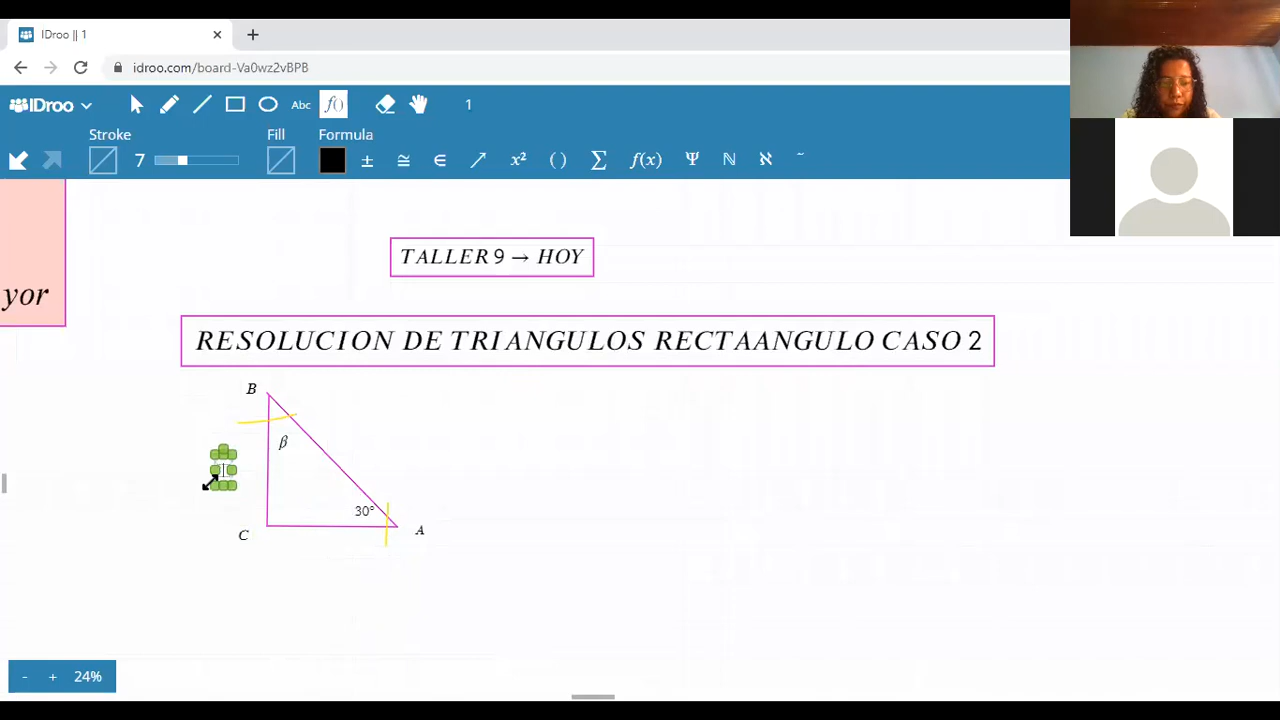 IDroo || 1
idroo.com/board-Va0wz2vBPB
IDroo
Abc
f()
1
Stroke
Fill
Formula
7
± ≅ ∈ x² ( ) ∑ f(x) Ψ ℕ ℵ ˜
TALLER 9 → HOY
yor
RESOLUCION DE TRIANGULOS RECTAANGULO CASO 2
B
β
30°
C
A
- + 24%